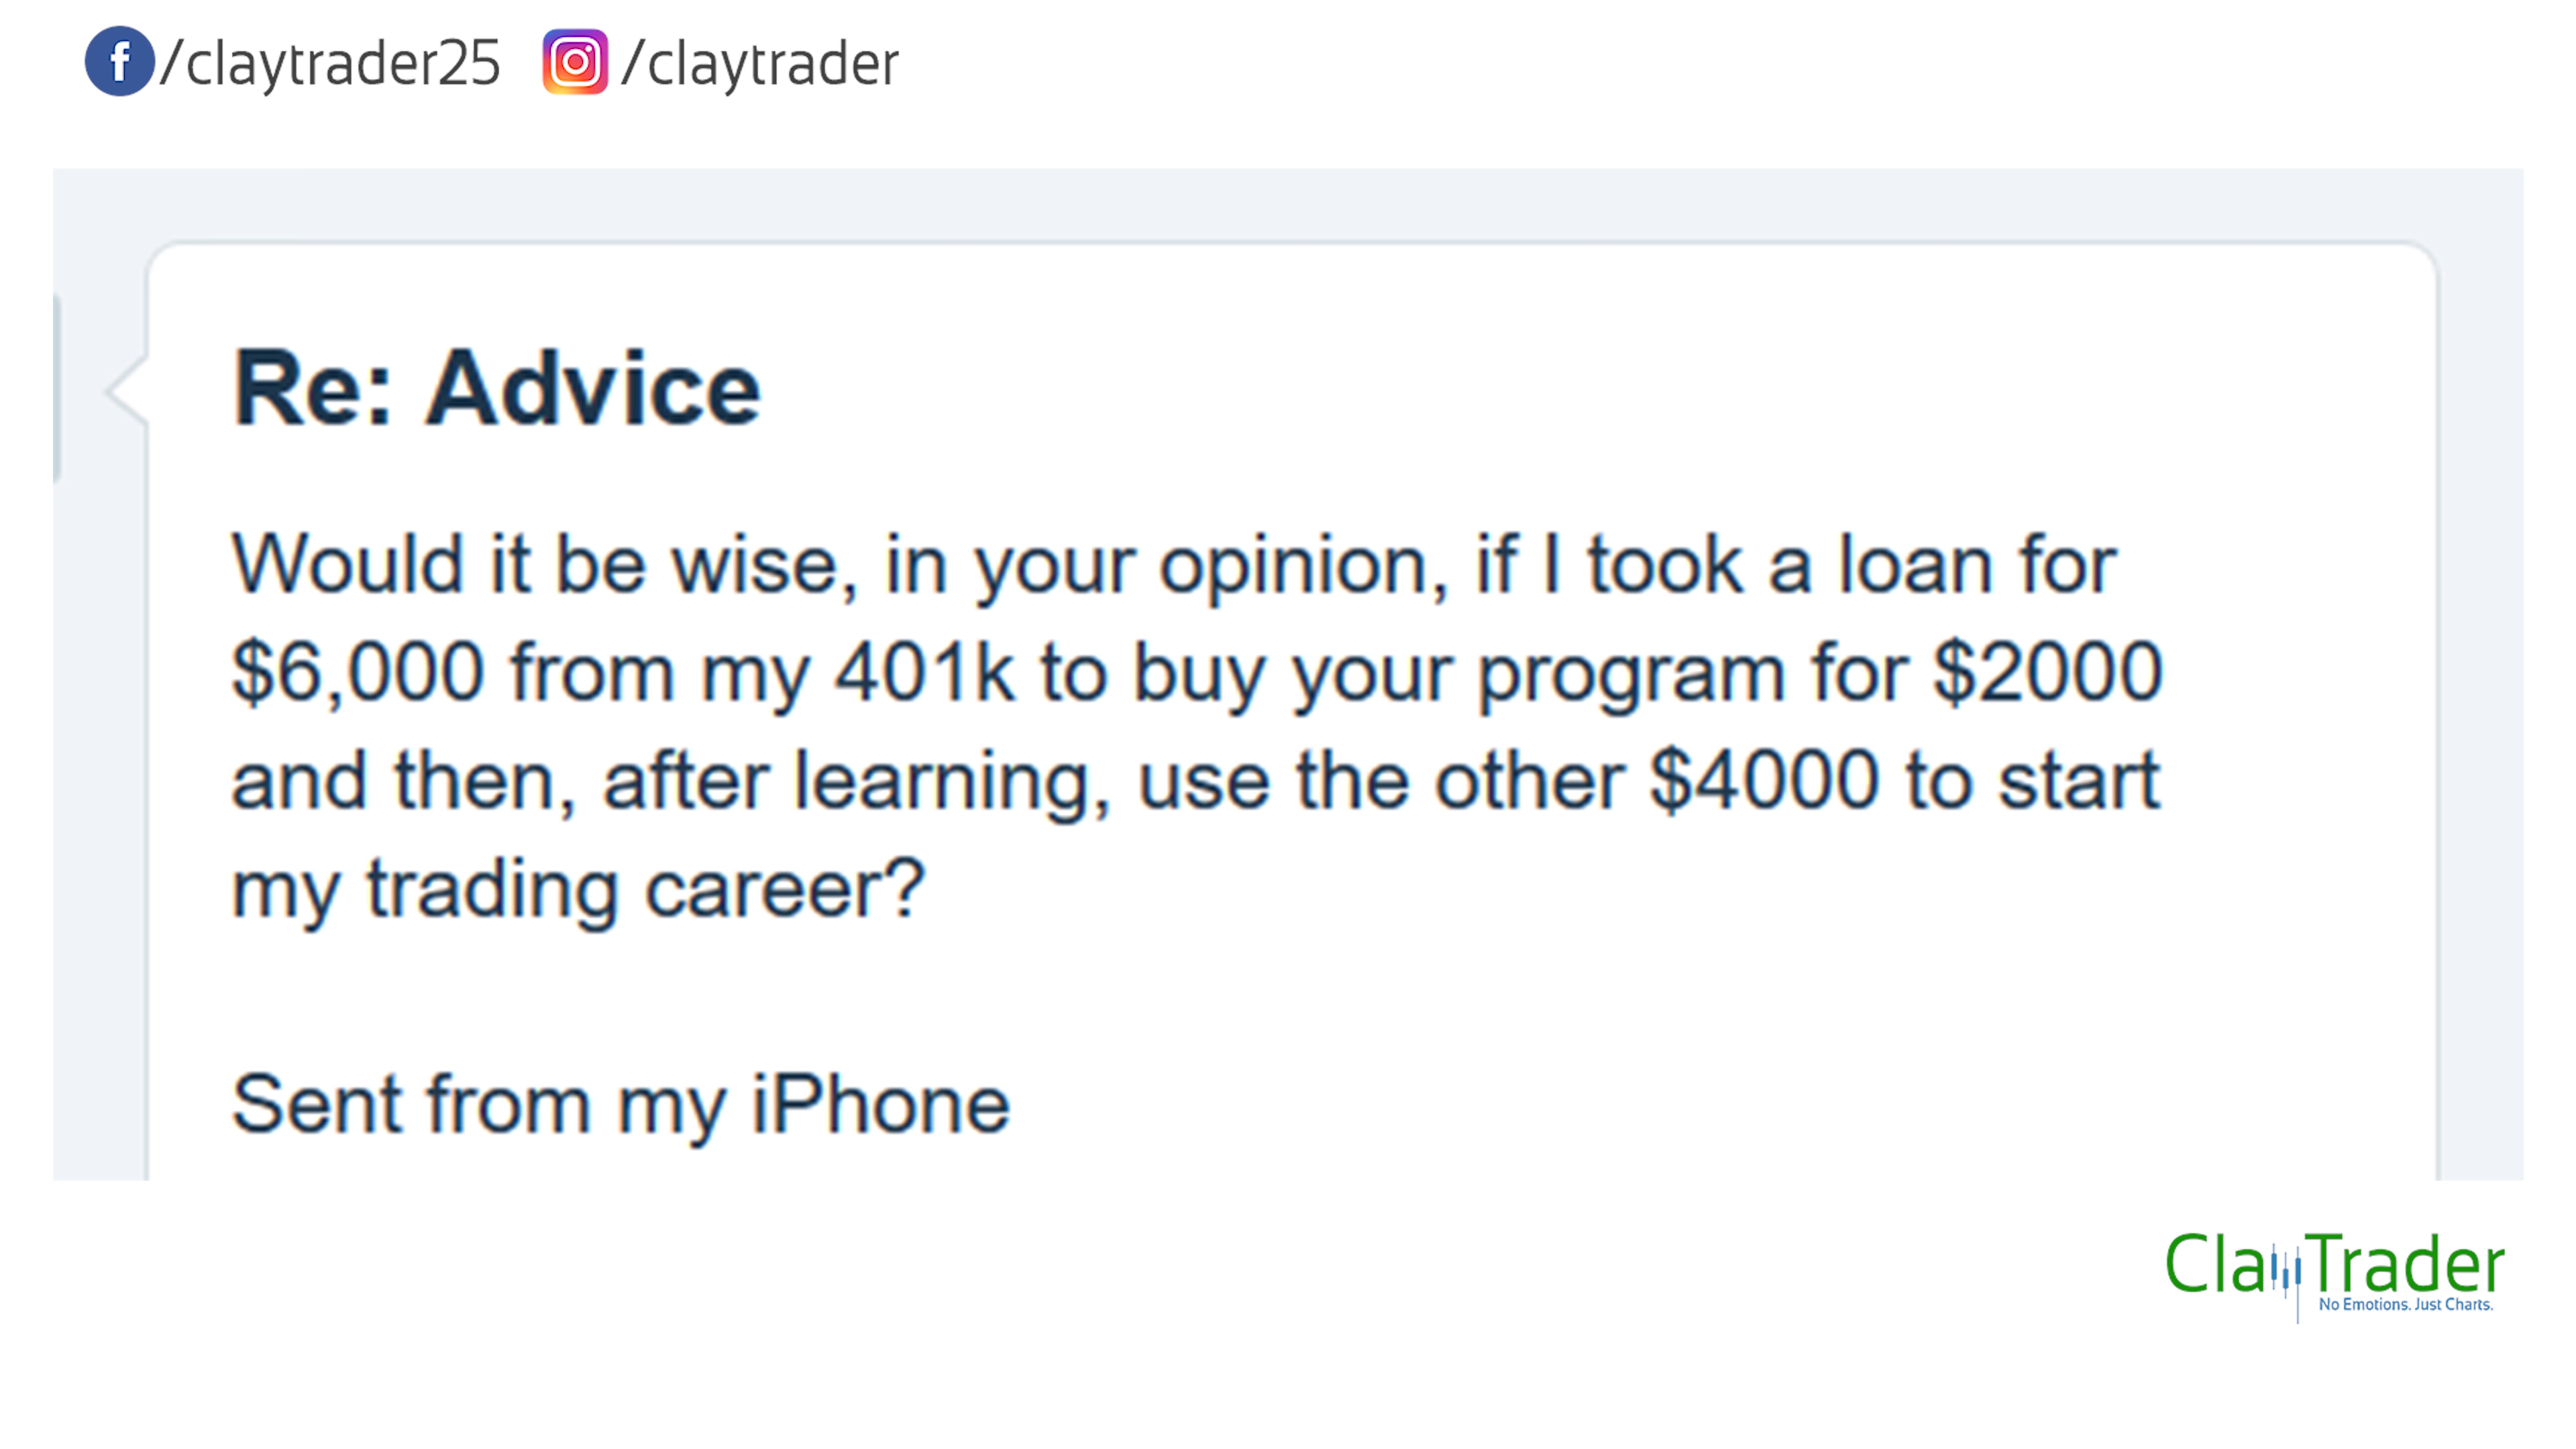 /claytrader25 /claytrader
Re: Advice
Would it be wise, in your opinion, if I took a loan for
$6,000 from my 401k to buy your program for $2000
and then, after learning, use the other $4000 to start
my trading career?
Sent from my iPhone
ClayTrader
No Emotions. Just Charts.